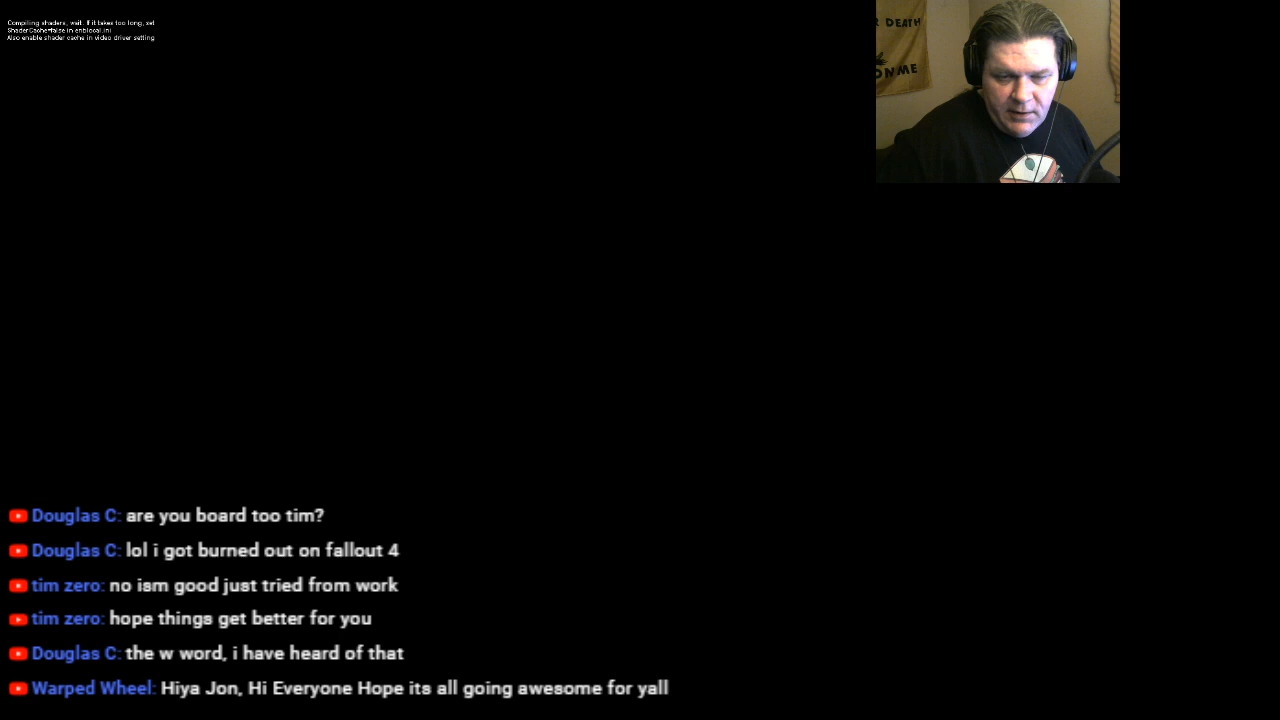 Compiling shaders, wait. If it takes too long, set
ShaderCache=false in enblocal.ini
Also enable shader cache in video driver setting
R DEATH
ON ME
Douglas C: are you board too tim?
Douglas C: lol i got burned out on fallout 4
tim zero: no ism good just tried from work
tim zero: hope things get better for you
Douglas C: the w word, i have heard of that
Warped Wheel: Hiya Jon, Hi Everyone Hope its all going awesome for yall